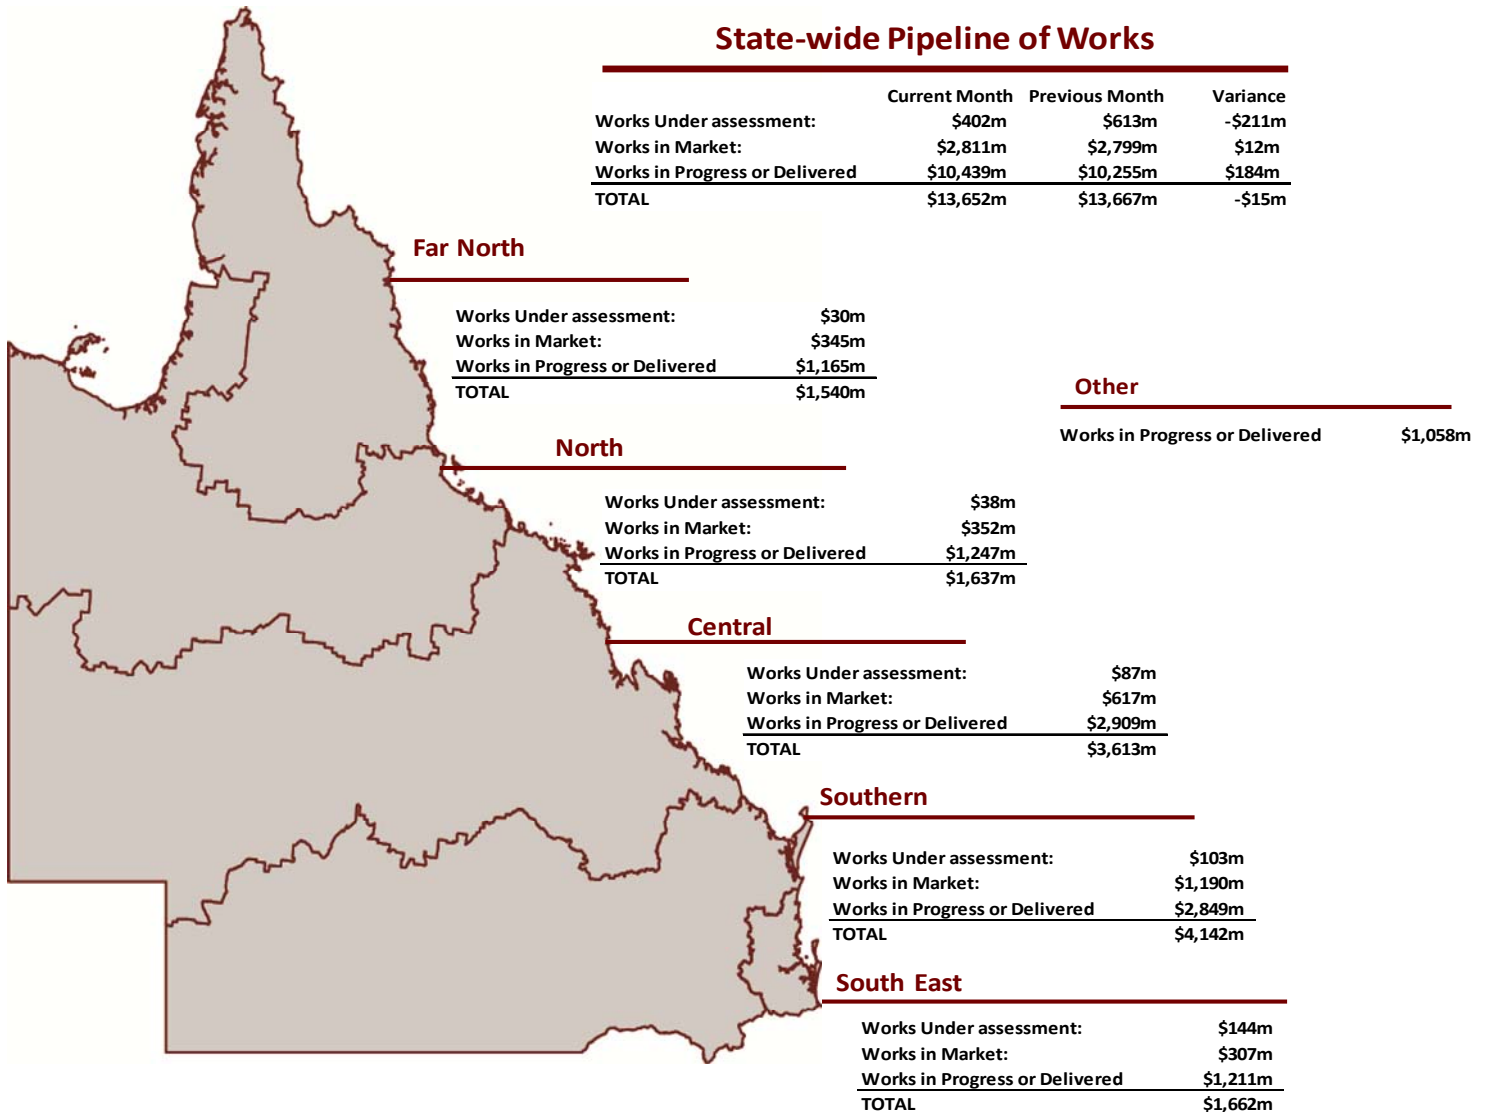 State-wide Pipeline of Works
Current Month Previous Month Variance
Works Under assessment: $402m $613m -$211m
Works in Market: $2,811m $2,799m $12m
Works in Progress or Delivered $10,439m $10,255m $184m
TOTAL $13,652m $13,667m -$15m
Far North
Works Under assessment: $30m
Works in Market: $345m
Works in Progress or Delivered $1,165m
TOTAL $1,540m
Other
Works in Progress or Delivered $1,058m
North
Works Under assessment: $38m
Works in Market: $352m
Works in Progress or Delivered $1,247m
TOTAL $1,637m
Central
Works Under assessment: $87m
Works in Market: $617m
Works in Progress or Delivered $2,909m
TOTAL $3,613m
Southern
Works Under assessment: $103m
Works in Market: $1,190m
Works in Progress or Delivered $2,849m
TOTAL $4,142m
South East
Works Under assessment: $144m
Works in Market: $307m
Works in Progress or Delivered $1,211m
TOTAL $1,662m